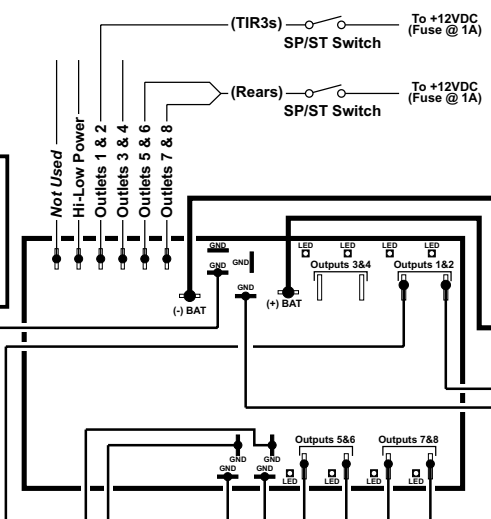 (TIR3s)
To +12VDC
(Fuse @ 1A)
SP/ST Switch
(Rears)
To +12VDC
(Fuse @ 1A)
SP/ST Switch
Not Used
Hi-Low Power
Outlets 1 & 2
Outlets 3 & 4
Outlets 5 & 6
Outlets 7 & 8
GND
GND
GND
GND
LED
LED
LED
LED
Outputs 3&4
Outputs 1&2
(-) BAT
(+) BAT
Outputs 5&6
Outputs 7&8
GND
GND
GND
GND
LED
LED
LED
LED